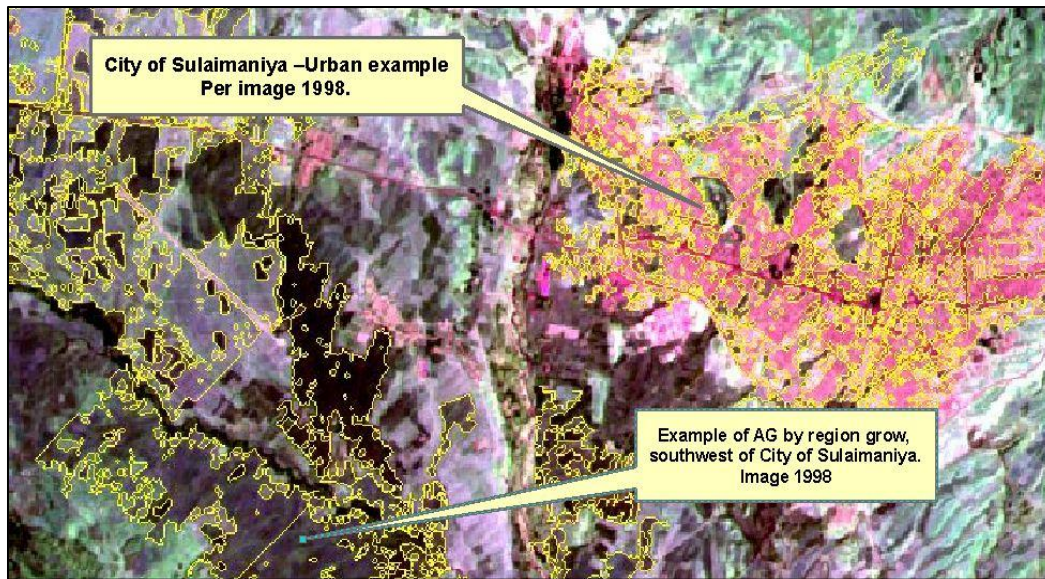 City of Sulaimaniya –Urban example
Per image 1998.
Example of AG by region grow,
southwest of City of Sulaimaniya.
Image 1998